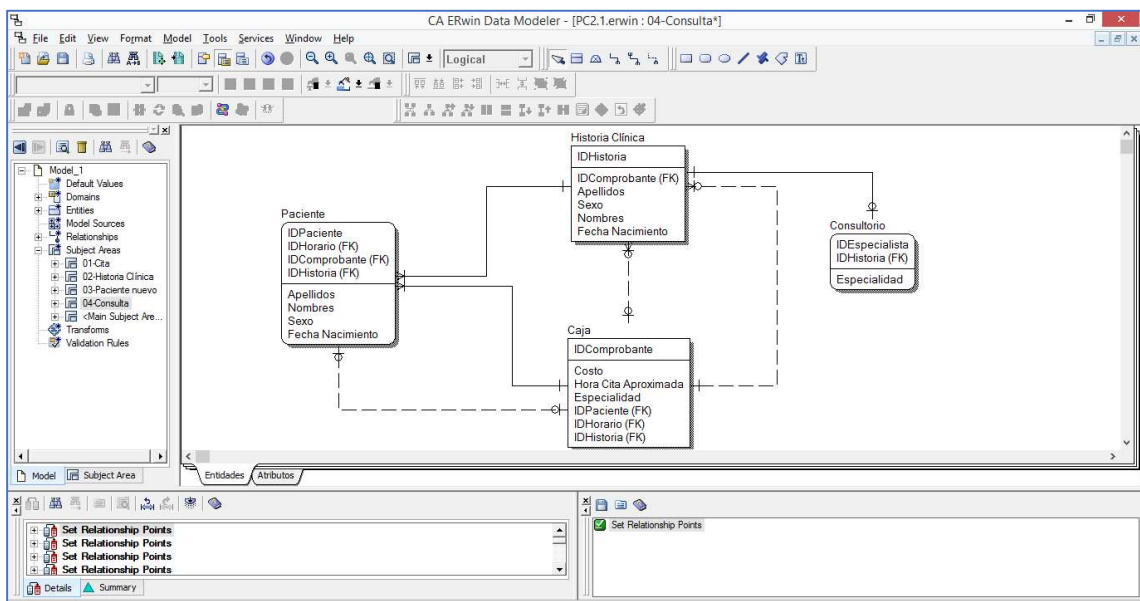 CA ERwin Data Modeler - [PC2.1.erwin : 04-Consulta*]
File Edit View Format Model Tools Services Window Help
Logical
Model_1
Default Values
Domains
Entities
Model Sources
Relationships
Subject Areas
01-Cita
02-Historia Clínica
03-Paciente nuevo
04-Consulta
<Main Subject Are...
Transforms
Validation Rules
Model
Subject Area
Historia Clínica
IDHistoria
IDComprobante (FK)
Apellidos
Sexo
Nombres
Fecha Nacimiento
Paciente
IDPaciente
IDHorario (FK)
IDComprobante (FK)
IDHistoria (FK)
Apellidos
Nombres
Sexo
Fecha Nacimiento
Consultorio
IDEspecialista
IDHistoria (FK)
Especialidad
Caja
IDComprobante
Costo
Hora Cita Aproximada
Especialidad
IDPaciente (FK)
IDHorario (FK)
IDHistoria (FK)
Entidades
Atributos
Set Relationship Points
Set Relationship Points
Set Relationship Points
Set Relationship Points
Details
Summary
Set Relationship Points